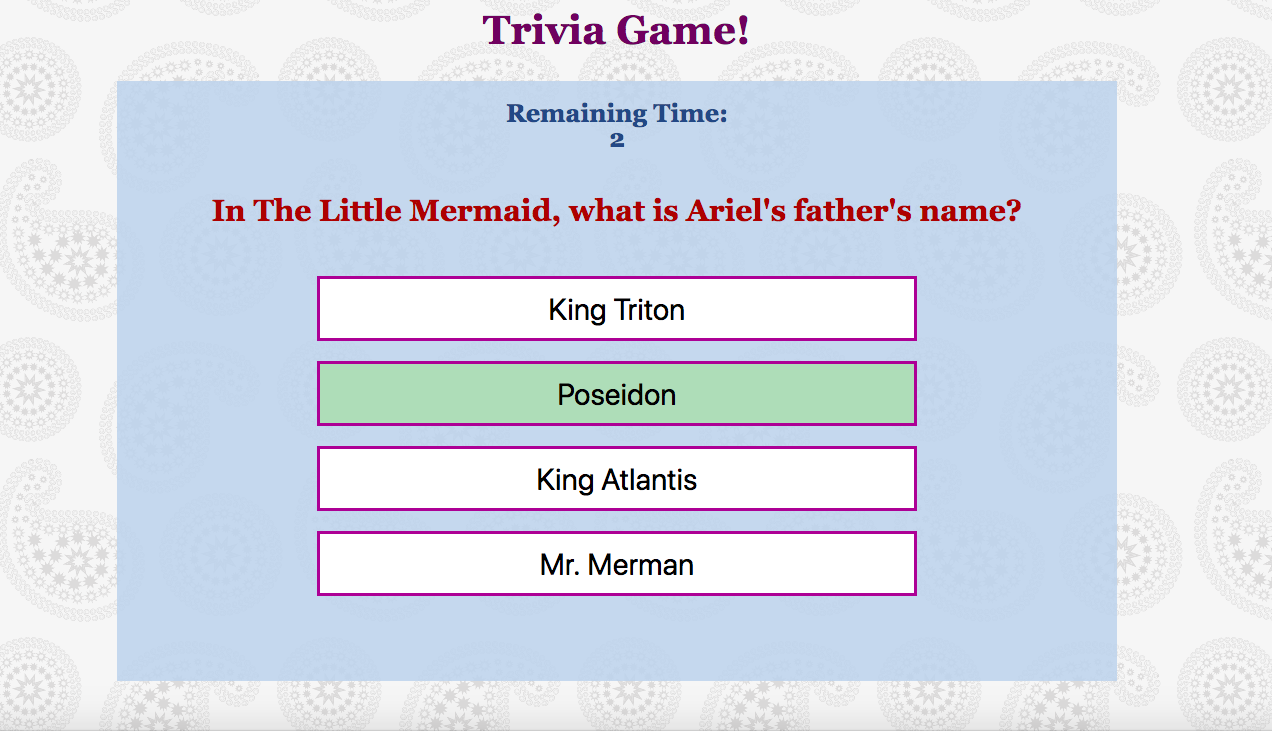 Trivia Game!
Remaining Time:
2
In The Little Mermaid, what is Ariel's father's name?
King Triton
Poseidon
King Atlantis
Mr. Merman